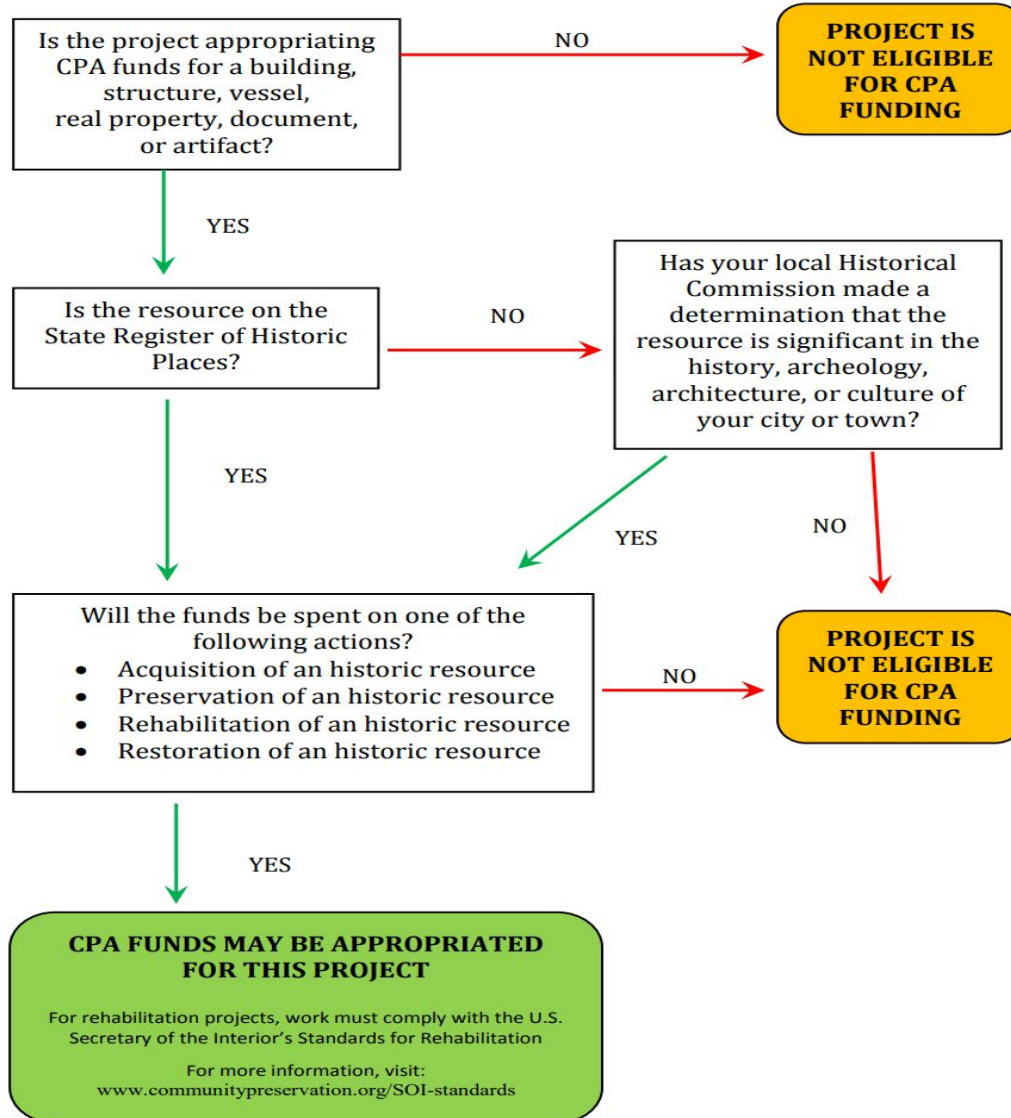 Is the project appropriating
CPA funds for a building,
structure, vessel,
real property, document,
or artifact?
NO
PROJECT IS
NOT ELIGIBLE
FOR CPA
FUNDING
YES
Is the resource on the
State Register of Historic
Places?
NO
Has your local Historical
Commission made a
determination that the
resource is significant in the
history, archeology,
architecture, or culture of
your city or town?
YES
YES
NO
Will the funds be spent on one of the
following actions?
• Acquisition of an historic resource
• Preservation of an historic resource
• Rehabilitation of an historic resource
• Restoration of an historic resource
NO
PROJECT IS
NOT ELIGIBLE
FOR CPA
FUNDING
YES
CPA FUNDS MAY BE APPROPRIATED
FOR THIS PROJECT
For rehabilitation projects, work must comply with the U.S.
Secretary of the Interior's Standards for Rehabilitation
For more information, visit:
www.communitypreservation.org/SOI-standards